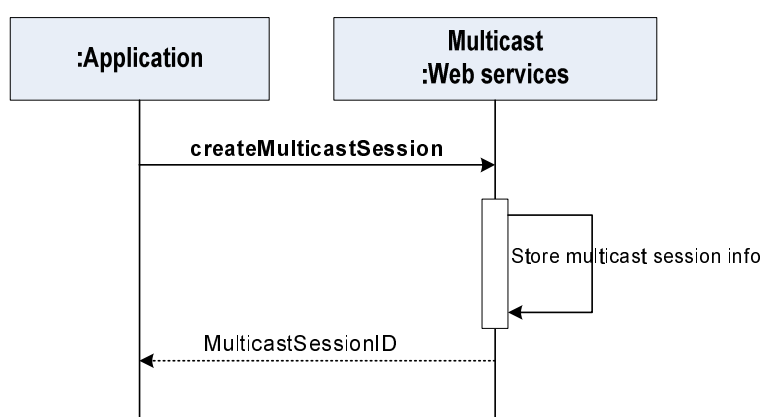 :Application
Multicast
:Web services
createMulticastSession
Store multicast session info
MulticastSessionID